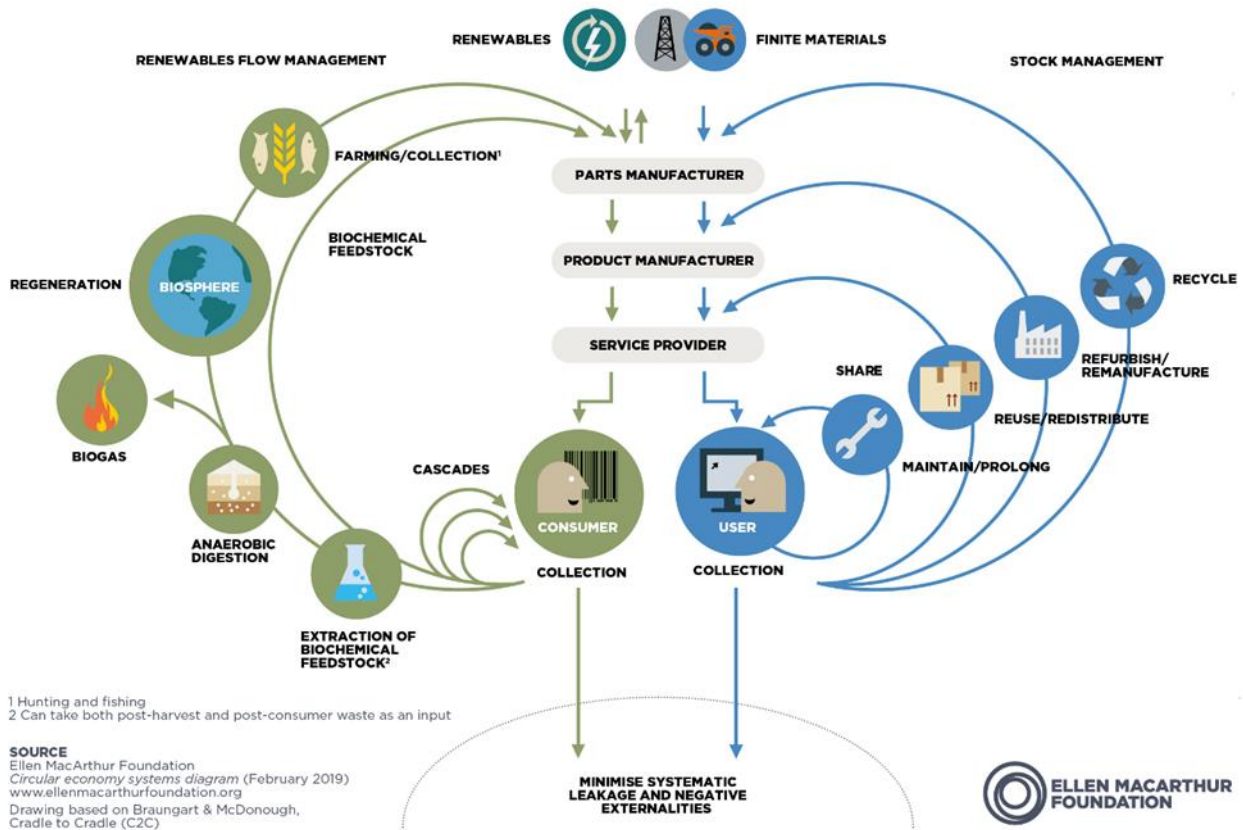 RENEWABLES
FINITE MATERIALS
RENEWABLES FLOW MANAGEMENT
STOCK MANAGEMENT
FARMING/COLLECTION¹
PARTS MANUFACTURER
BIOCHEMICAL
FEEDSTOCK
PRODUCT MANUFACTURER
REGENERATION
BIOSPHERE
RECYCLE
SERVICE PROVIDER
REFURBISH/
REMANUFACTURE
SHARE
REUSE/REDISTRIBUTE
BIOGAS
CASCADES
MAINTAIN/PROLONG
CONSUMER
USER
ANAEROBIC
DIGESTION
COLLECTION
COLLECTION
EXTRACTION OF
BIOCHEMICAL
FEEDSTOCK²
1 Hunting and fishing
2 Can take both post-harvest and post-consumer waste as an input
SOURCE
Ellen MacArthur Foundation
Circular economy systems diagram (February 2019)
www.ellenmacarthurfoundation.org
Drawing based on Braungart & McDonough,
Cradle to Cradle (C2C)
MINIMISE SYSTEMATIC
LEAKAGE AND NEGATIVE
EXTERNALITIES
ELLEN MACARTHUR
FOUNDATION